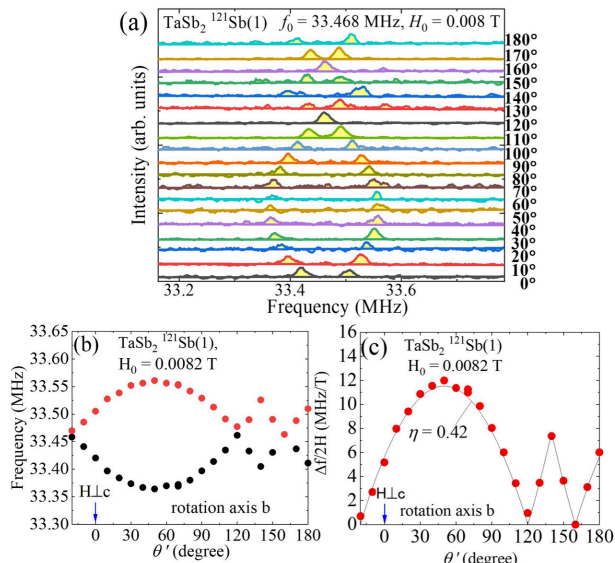 (a)
TaSb₂ ¹²¹Sb(1) f₀ = 33.468 MHz, H₀ = 0.008 T
Intensity (arb. units)
180°
170°
160°
150°
140°
130°
120°
110°
100°
90°
80°
70°
60°
50°
40°
30°
20°
10°
0°
33.2 33.4 33.6
Frequency (MHz)
(b)
TaSb₂ ¹²¹Sb(1),
H₀ = 0.0082 T
Frequency (MHz)
33.65
33.60
33.55
33.50
33.45
33.40
33.35
33.30
H⊥c
rotation axis b
0 30 60 90 120 150 180
θ ' (degree)
(c)
TaSb₂ ¹²¹Sb(1)
H₀ = 0.0082 T
Δf/2H (MHz/T)
16
14
12
10
8
6
4
2
0
η = 0.42
H⊥c
rotation axis b
0 30 60 90 120 150 180
θ ' (degree)